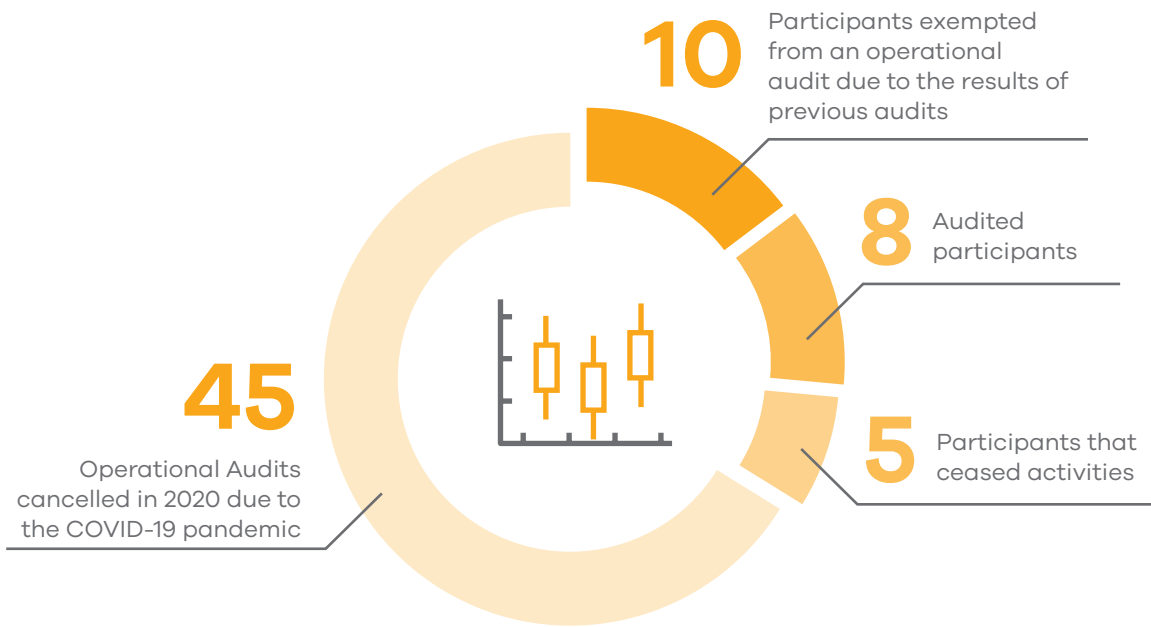 10
Participants exempted
from an operational
audit due to the results of
previous audits
8
Audited
participants
45
Operational Audits
cancelled in 2020 due to
the COVID-19 pandemic
5
Participants that
ceased activities